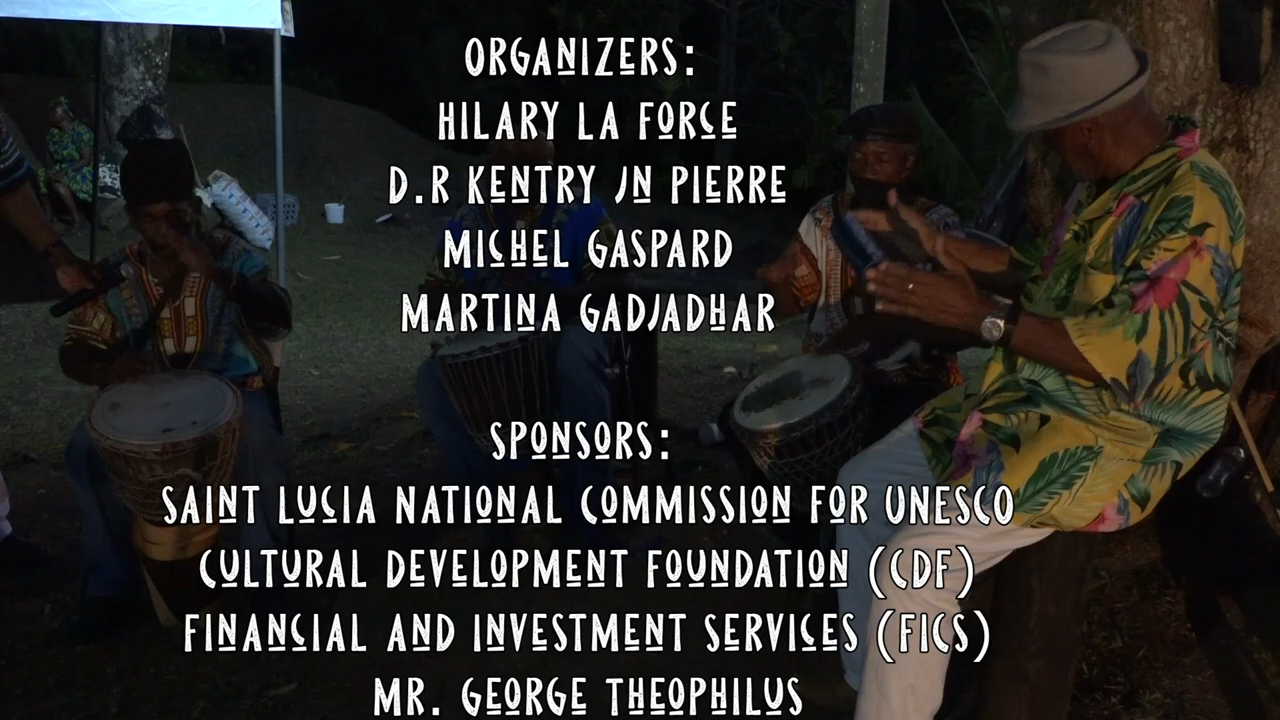 ORGANIZERS:
HILARY LA FORCE
D.R KENTRY JN PIERRE
MICHEL GASPARD
MARTINA GADJADHAR
SPONSORS:
SAINT LUCIA NATIONAL COMMISSION FOR UNESCO
CULTURAL DEVELOPMENT FOUNDATION (CDF)
FINANCIAL AND INVESTMENT SERVICES (FICS)
MR. GEORGE THEOPHILUS